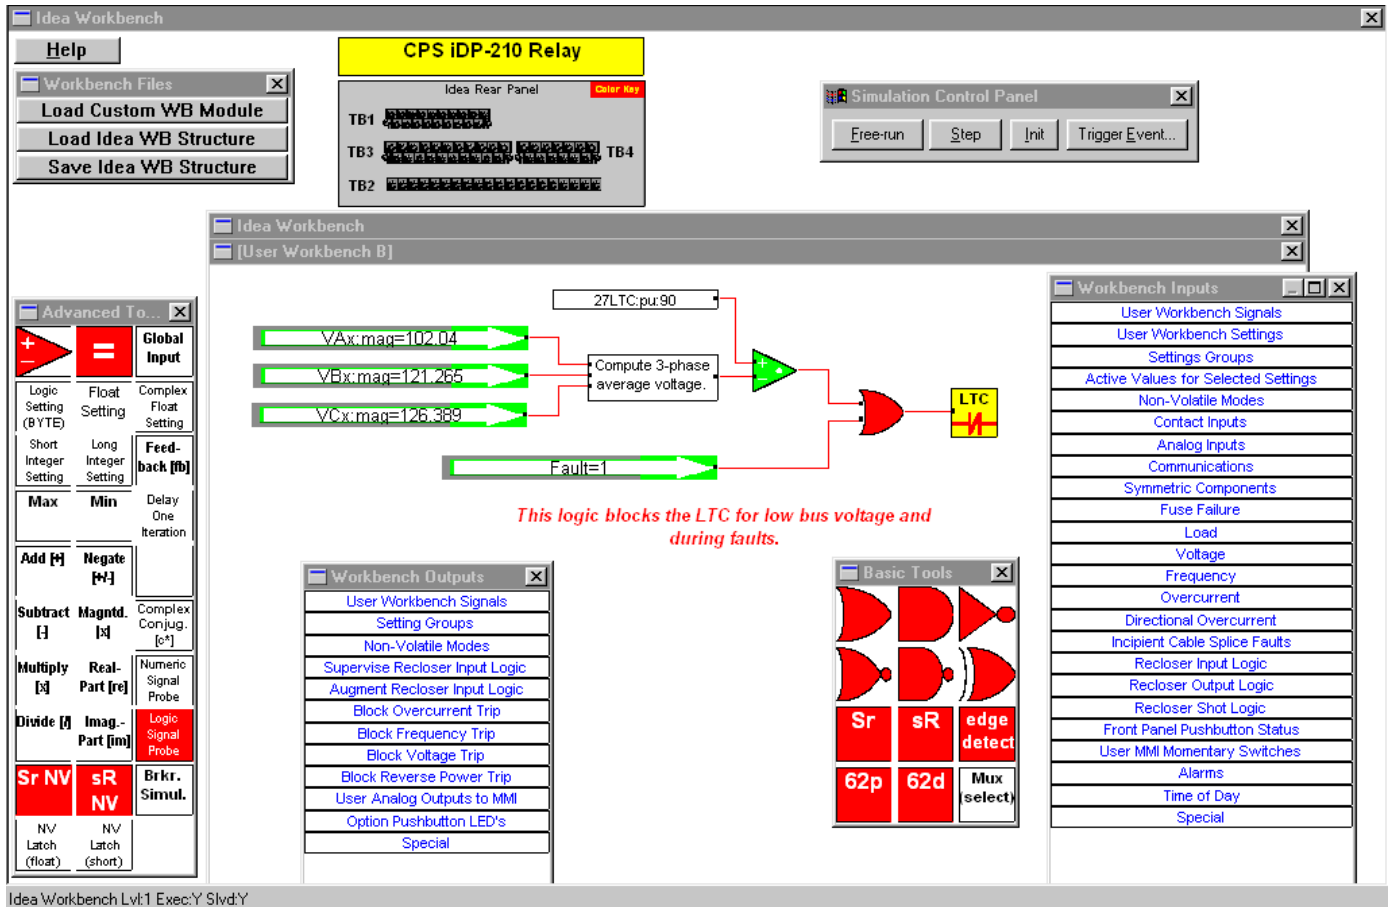 Idea Workbench
Help
CPS iDP-210 Relay
Workbench Files
Load Custom WB Module
Load Idea WB Structure
Save Idea WB Structure
Idea Rear Panel
Color Key
TB1
TB3
TB4
TB2
Simulation Control Panel
Free-run
Step
Init
Trigger Event...
Idea Workbench
[User Workbench B]
27LTC:pu:90
VAx:mag=102.04
VBx:mag=121.265
VCx:mag=126.389
Compute 3-phase
average voltage.
+
-
LTC
Fault=1
This logic blocks the LTC for low bus voltage and
during faults.
Advanced To...
+
-
=
Global
Input
Logic
Setting
(BYTE)
Float
Setting
Complex
Float
Setting
Short
Integer
Setting
Long
Integer
Setting
Feed-
back [fb]
Max
Min
Delay
One
Iteration
Add [+]
Negate
[+/-]
Subtract
[-]
Magntd.
[x]
Complex
Conjug.
[c*]
Multiply
[x]
Real-
Part [re]
Numeric
Signal
Probe
Divide [/]
Imag.-
Part [im]
Logic
Signal
Probe
Sr NV
sR
NV
Brkr.
Simul.
NV
Latch
(float)
NV
Latch
(short)
Workbench Outputs
User Workbench Signals
Setting Groups
Non-Volatile Modes
Supervise Recloser Input Logic
Augment Recloser Input Logic
Block Overcurrent Trip
Block Frequency Trip
Block Voltage Trip
Block Reverse Power Trip
User Analog Outputs to MMI
Option Pushbutton LED's
Special
Basic Tools
Sr
sR
edge
detect
62p
62d
Mux
(select)
Workbench Inputs
User Workbench Signals
User Workbench Settings
Settings Groups
Active Values for Selected Settings
Non-Volatile Modes
Contact Inputs
Analog Inputs
Communications
Symmetric Components
Fuse Failure
Load
Voltage
Frequency
Overcurrent
Directional Overcurrent
Incipient Cable Splice Faults
Recloser Input Logic
Recloser Output Logic
Recloser Shot Logic
Front Panel Pushbutton Status
User MMI Momentary Switches
Alarms
Time of Day
Special
Idea Workbench Lvl:1 Exec:Y Slvd:Y